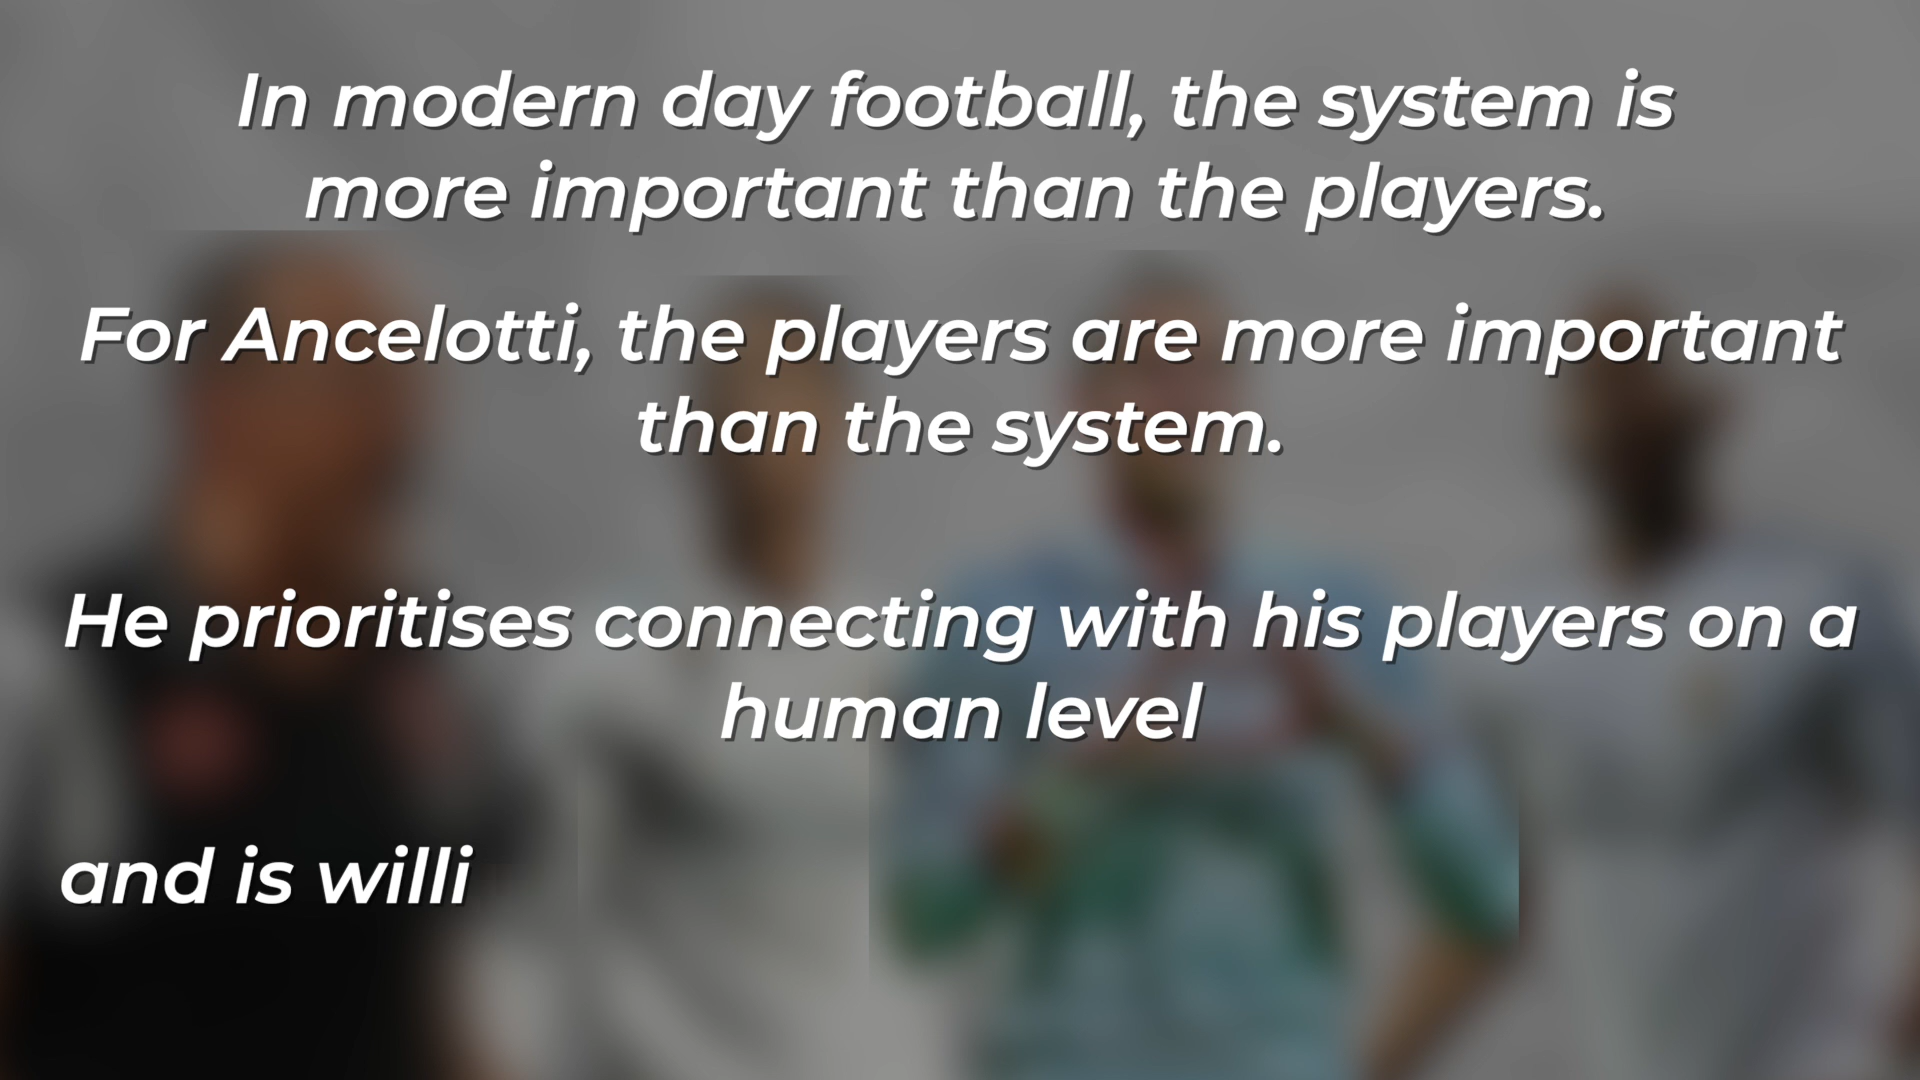 In modern day football, the system is
more important than the players.
For Ancelotti, the players are more important
than the system.
He prioritises connecting with his players on a
human level
and is willi